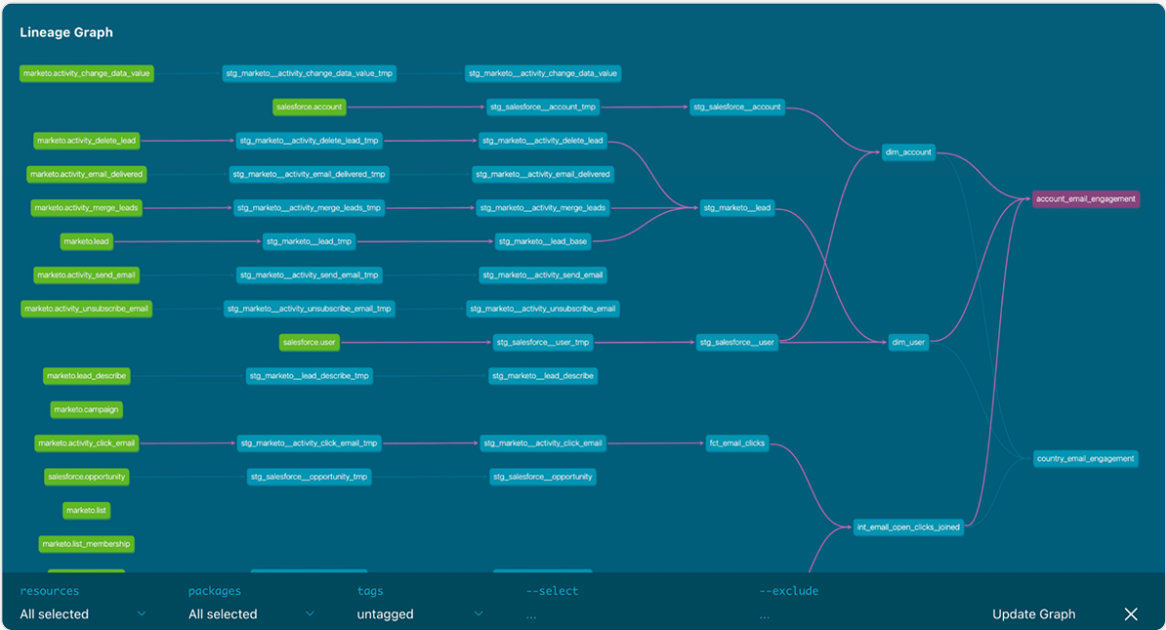 Lineage Graph
marketo.activity_change_data_value stg_marketo__activity_change_data_value_tmp stg_marketo__activity_change_data_value
salesforce.account stg_salesforce__account_tmp stg_salesforce__account
marketo.activity_delete_lead stg_marketo__activity_delete_lead_tmp stg_marketo__activity_delete_lead
dim_account
marketo.activity_email_delivered stg_marketo__activity_email_delivered_tmp stg_marketo__activity_email_delivered
account_email_engagement
marketo.activity_merge_leads stg_marketo__activity_merge_leads_tmp stg_marketo__activity_merge_leads stg_marketo__lead
marketo.lead stg_marketo__lead_tmp stg_marketo__lead_base
marketo.activity_send_email stg_marketo__activity_send_email_tmp stg_marketo__activity_send_email
marketo.activity_unsubscribe_email stg_marketo__activity_unsubscribe_email_tmp stg_marketo__activity_unsubscribe_email
salesforce.user stg_salesforce__user_tmp stg_salesforce__user dim_user
marketo.lead_describe stg_marketo__lead_describe_tmp stg_marketo__lead_describe
marketo.campaign
marketo.activity_click_email stg_marketo__activity_click_email_tmp stg_marketo__activity_click_email fct_email_clicks
country_email_engagement
salesforce.opportunity stg_salesforce__opportunity_tmp stg_salesforce__opportunity
marketo.list
int_email_open_clicks_joined
marketo.list_membership
resources packages tags --select --exclude
All selected All selected untagged ... ... Update Graph